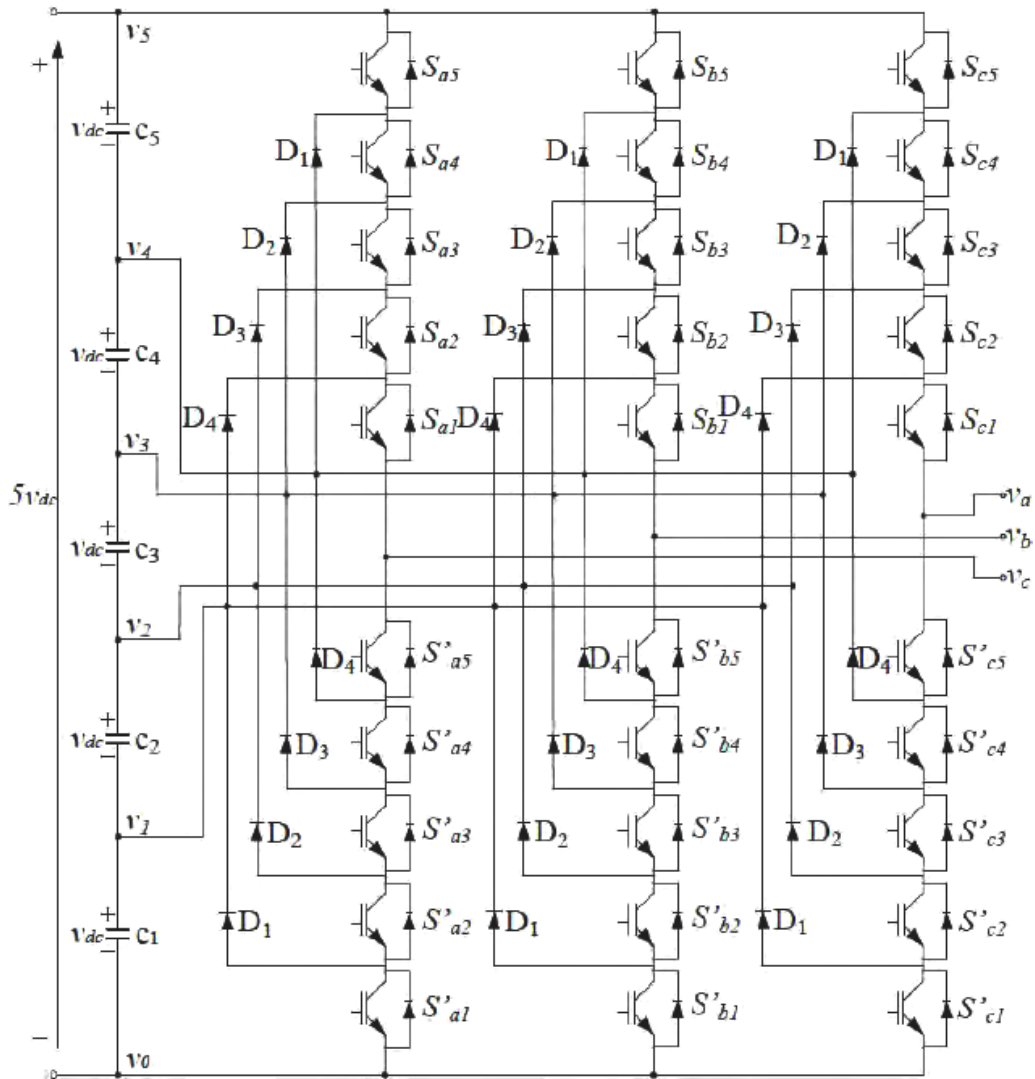 v5
+
Sa5
Sb5
Sc5
+
vdc
C5
−
D1
Sa4
D1
Sb4
D1
Sc4
v4
D2
Sa3
D2
Sb3
D2
Sc3
+
vdc
C4
−
D3
Sa2
D3
Sb2
D3
Sc2
D4
Sa1
D4
Sb1
D4
Sc1
v3
5vdc
va
+
vdc
C3
−
vb
vc
v2
D4
S'a5
D4
S'b5
D4
S'c5
+
vdc
C2
−
D3
S'a4
D3
S'b4
D3
S'c4
v1
D2
S'a3
D2
S'b3
D2
S'c3
+
vdc
C1
−
D1
S'a2
D1
S'b2
D1
S'c2
S'a1
S'b1
S'c1
−
v0